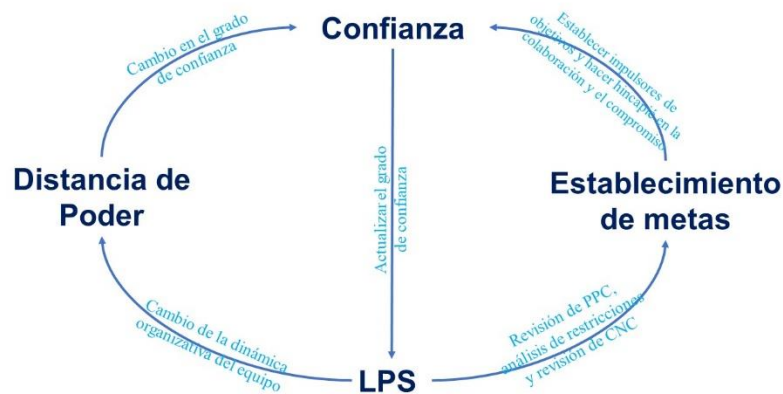 Confianza
Cambio en el grado
de confianza
Establecer impulsores de
objetivos y hacer hincapié en la
colaboración y el compromiso
Distancia de
Poder
Actualizar el grado
de confianza
Establecimiento
de metas
Cambio de la dinámica
organizativa del equipo
Revisión de PPC,
análisis de restricciones
y revisión de CNC
LPS